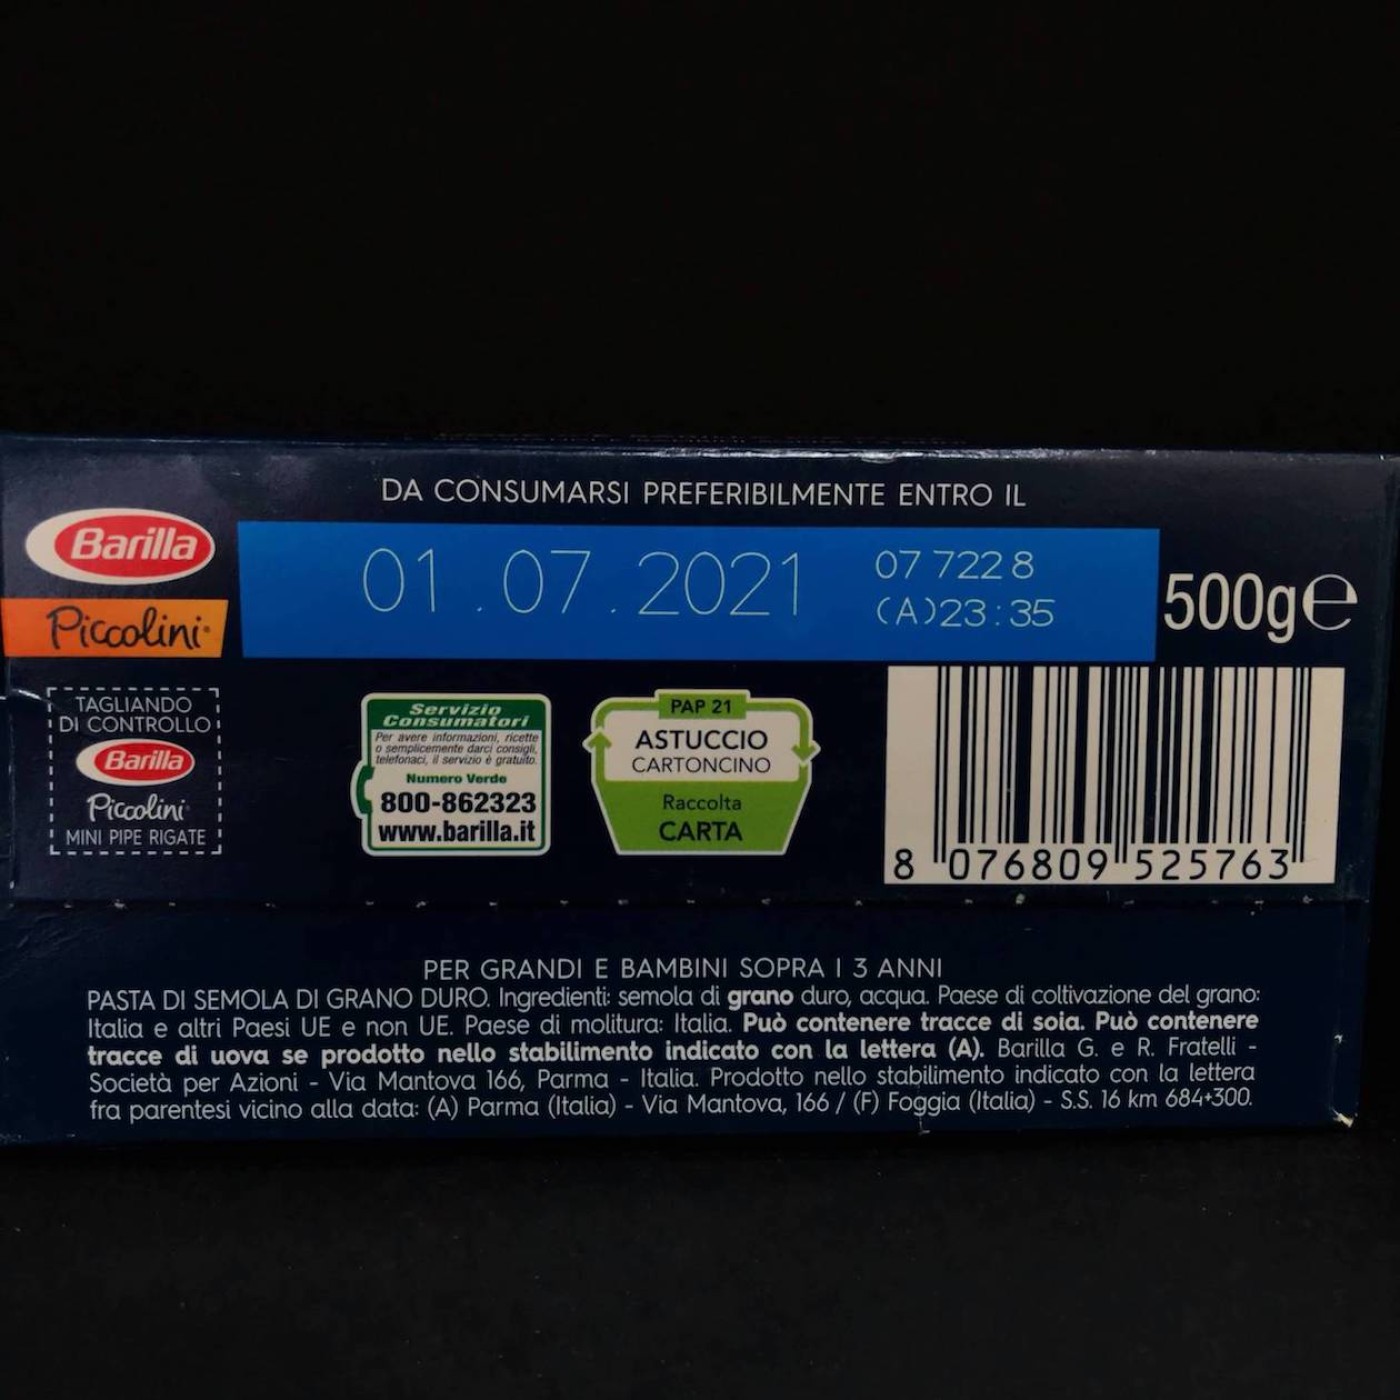 DA CONSUMARSI PREFERIBILMENTE ENTRO IL
Barilla
Piccolini
01.07.2021
07 7228
(A)23:35
500g℮
TAGLIANDO
DI CONTROLLO
Barilla
Piccolini
MINI PIPE RIGATE
Servizio
Consumatori
Per avere informazioni, ricette
o semplicemente darci consigli,
telefonaci, il servizio è gratuito.
Numero Verde
800-862323
www.barilla.it
PAP 21
ASTUCCIO
CARTONCINO
Raccolta
CARTA
8 076809 525763
PER GRANDI E BAMBINI SOPRA I 3 ANNI
PASTA DI SEMOLA DI GRANO DURO. Ingredienti: semola di grano duro, acqua. Paese di coltivazione del grano:
Italia e altri Paesi UE e non UE. Paese di molitura: Italia. Può contenere tracce di soia. Può contenere
tracce di uova se prodotto nello stabilimento indicato con la lettera (A). Barilla G. e R. Fratelli -
Società per Azioni - Via Mantova 166, Parma - Italia. Prodotto nello stabilimento indicato con la lettera
fra parentesi vicino alla data: (A) Parma (Italia) - Via Mantova, 166 / (F) Foggia (Italia) - S.S. 16 km 684+300.